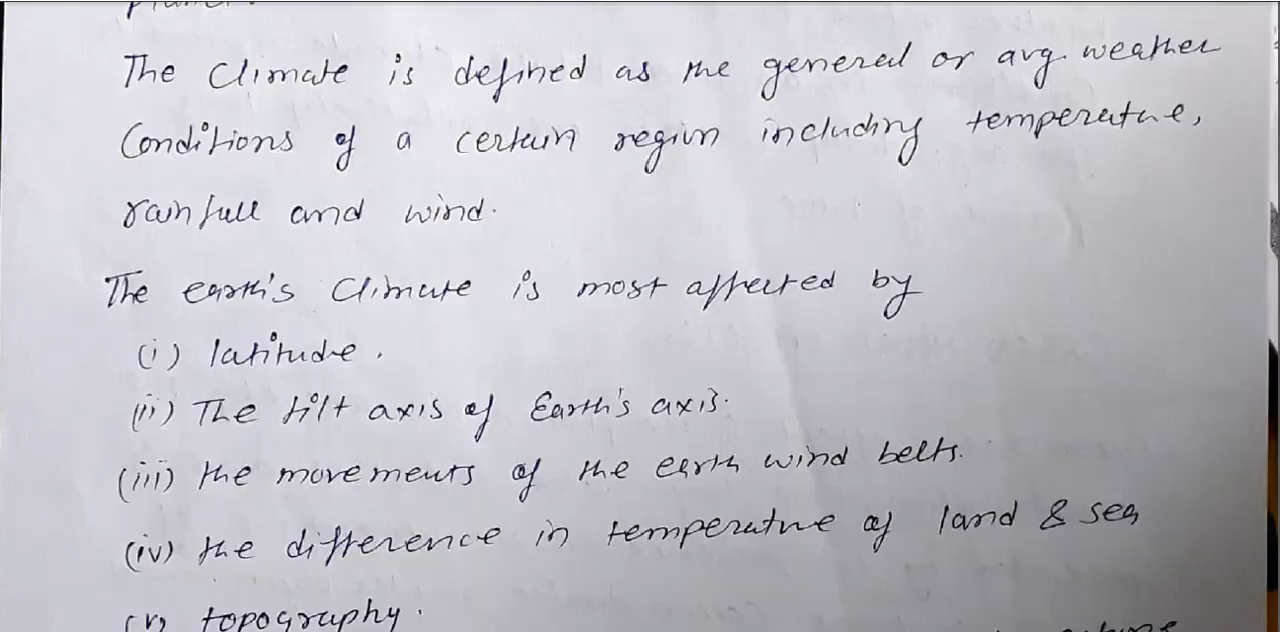 The Climate is defined as the general or avg. weather
Conditions of a certain region including temperature,
rainfall and wind.
The earth's Climate is most affected by
(i) latitude.
(ii) The tilt axis of Earth's axis.
(iii) the movements of the earth wind belts.
(iv) the difference in temperature of land & sea
(v) topography.